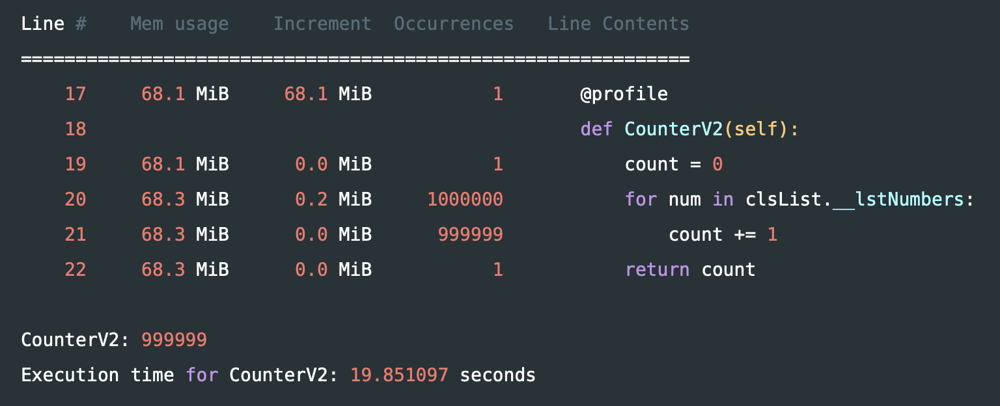 Line #    Mem usage    Increment  Occurrences   Line Contents
=============================================================
    17     68.1 MiB     68.1 MiB           1       @profile
    18                                             def CounterV2(self):
    19     68.1 MiB      0.0 MiB           1           count = 0
    20     68.3 MiB      0.2 MiB     1000000           for num in clsList.__lstNumbers:
    21     68.3 MiB      0.0 MiB      999999               count += 1
    22     68.3 MiB      0.0 MiB           1           return count
CounterV2: 999999
Execution time for CounterV2: 19.851097 seconds